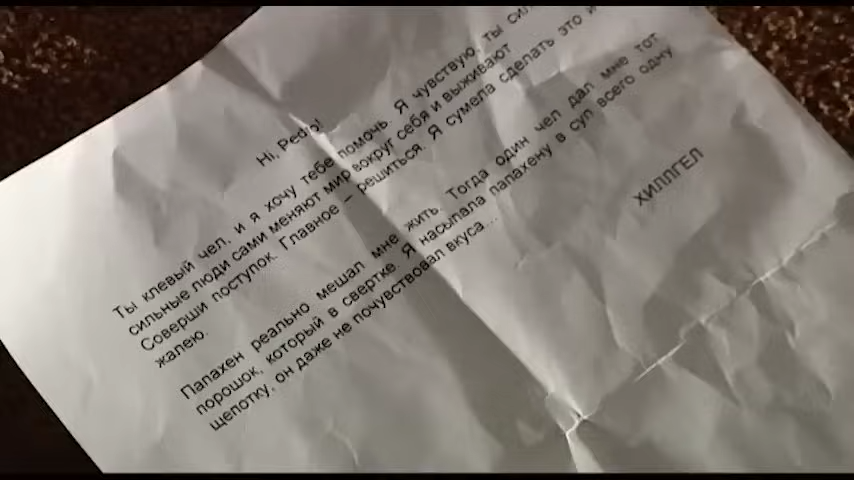 Hi, Pedro!
Ты клевый чел, и я хочу тебе помочь. Я чувствую, ты
сильные люди сами меняют мир вокруг себя и выживают
Соверши поступок. Главное – решиться. Я сумела сделать это и
жалею.
Папахен реально мешал мне жить. Тогда один чел дал мне тот
порошок, который в свертке. Я насыпала папахену в суп всего одну
щепотку, он даже не почувствовал вкуса...
ХИЛЛГЕЛ